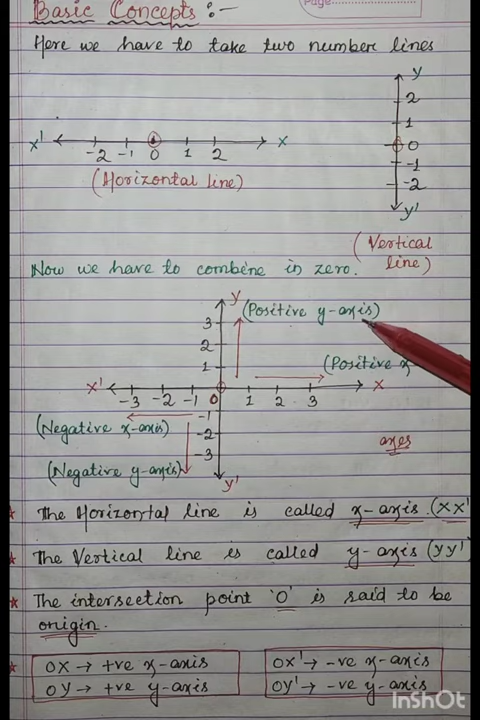 Page
Basic Concepts :-
Here we have to take two number lines
y
2
1
0
-1
-2
y'
x' -2 -1 0 1 2 x
(Horizontal line)
(Vertical line)
Now we have to combine in zero.
y
(Positive y-axis)
3
2
1
(Positive x
x' -3 -2 -1 0 1 2 3 x
-1
(Negative x-axis)
-2
axes
-3
(Negative y-axis)
y'
* The Horizontal line is called x-axis.(xx'
* The Vertical line is called y-axis (yy')
* The intersection point 'O' is said to be
origin.
* OX → +ve x-axis
OY → +ve y-axis
OX' → -ve x-axis
OY' → -ve y-axis
InShOt